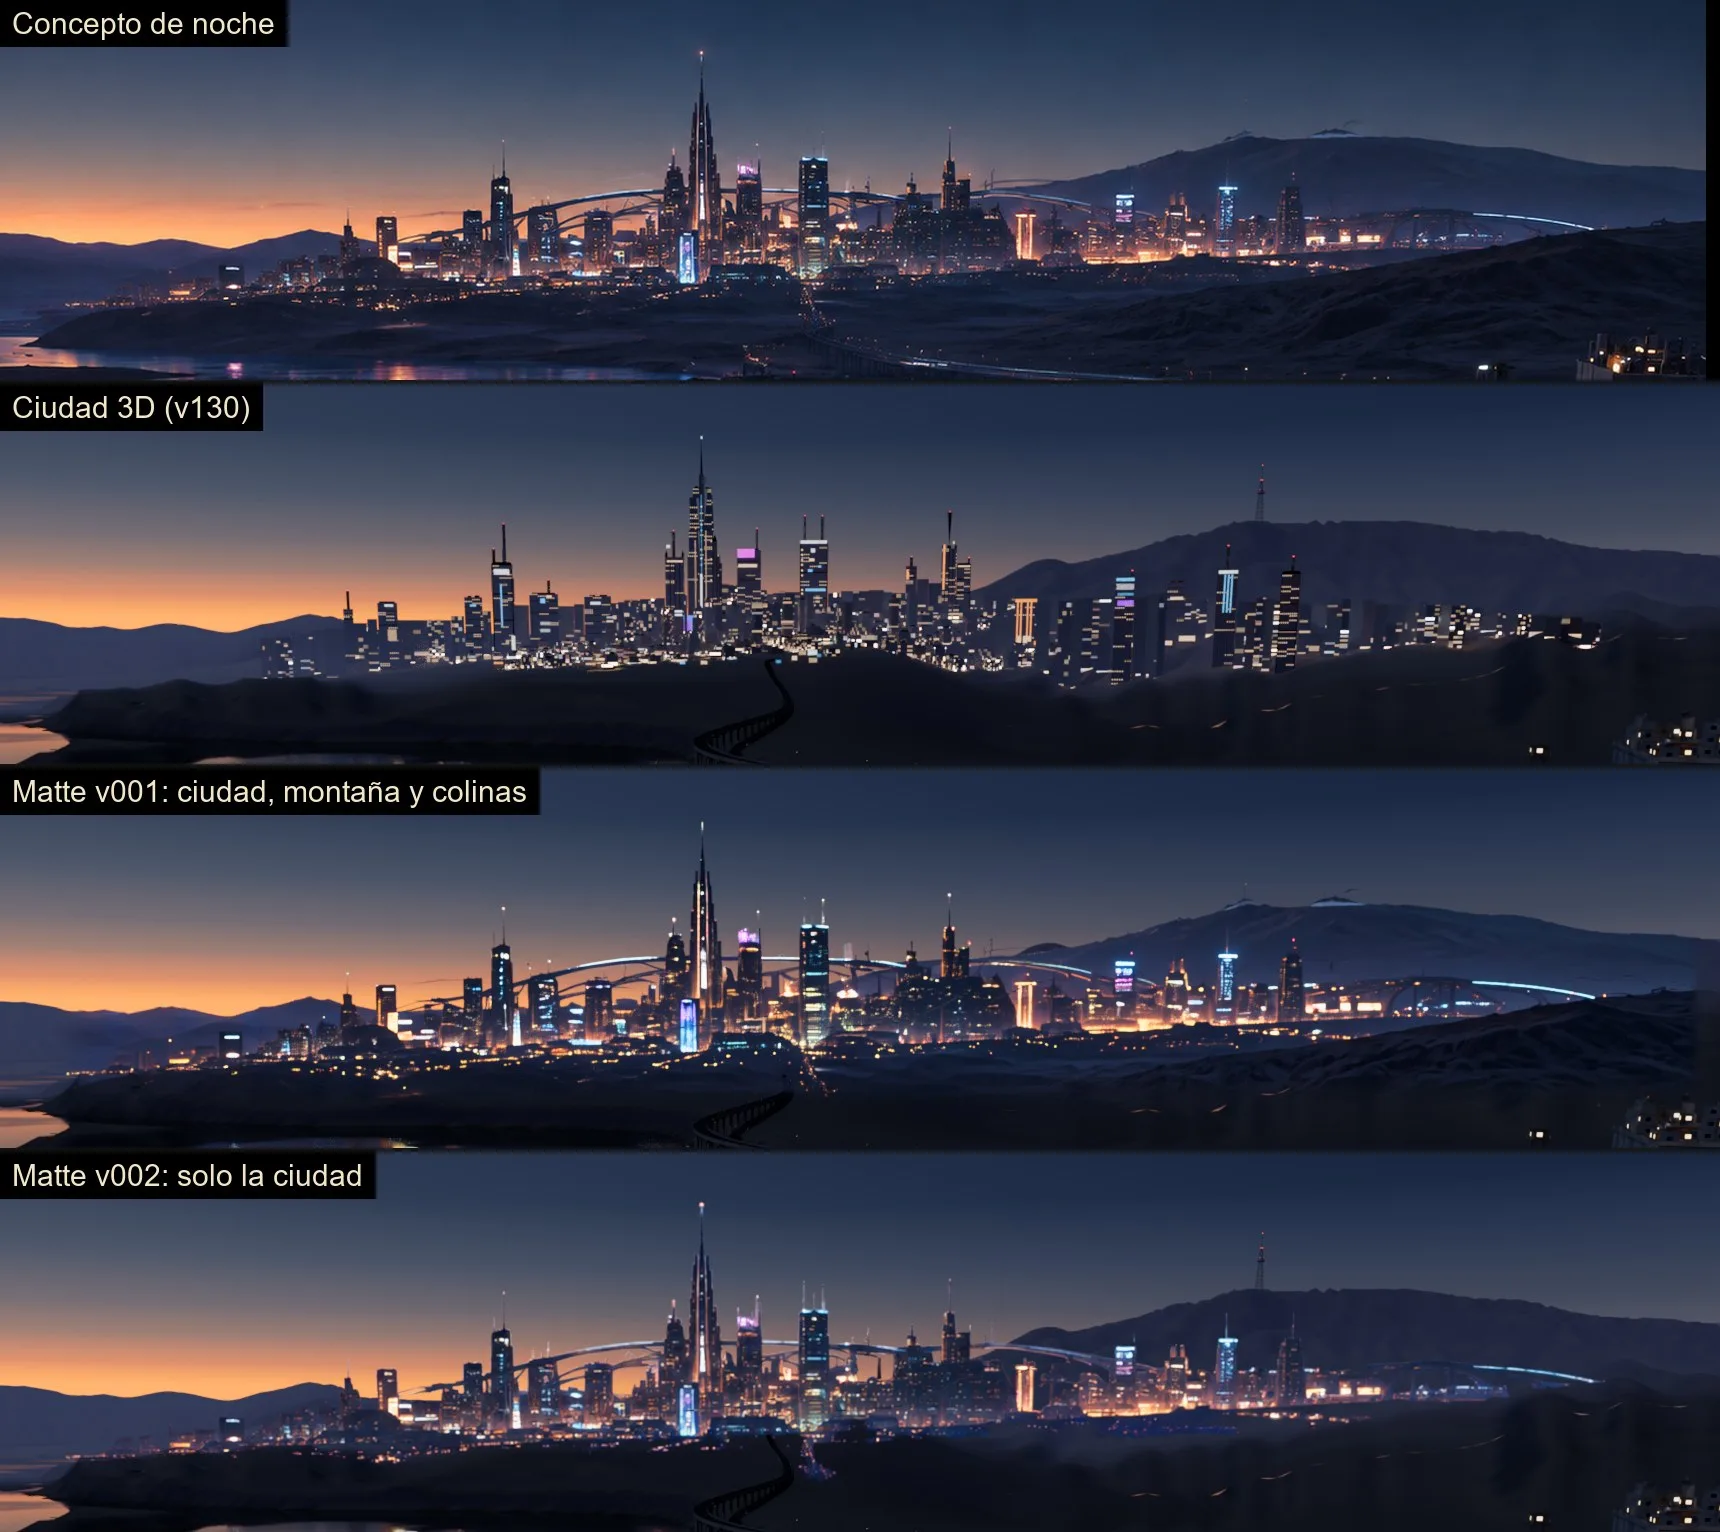 Concepto de noche
Ciudad 3D (v130)
Matte v001: ciudad, montaña y colinas
Matte v002: solo la ciudad